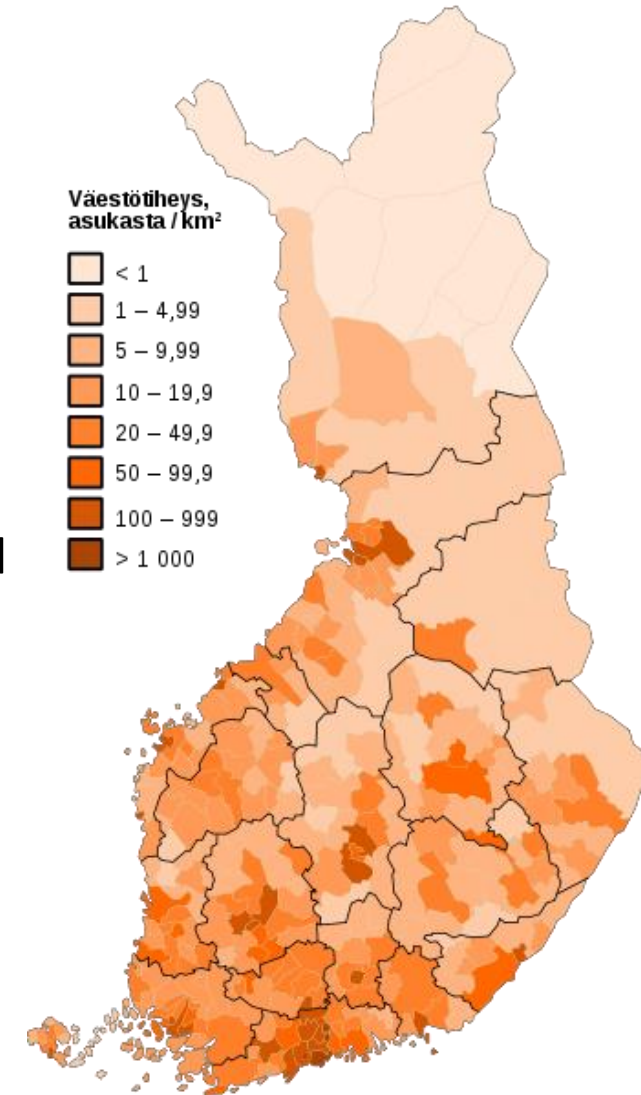 Väestötiheys,
asukasta / km²
< 1
1 – 4,99
5 – 9,99
10 – 19,9
20 – 49,9
50 – 99,9
100 – 999
> 1 000